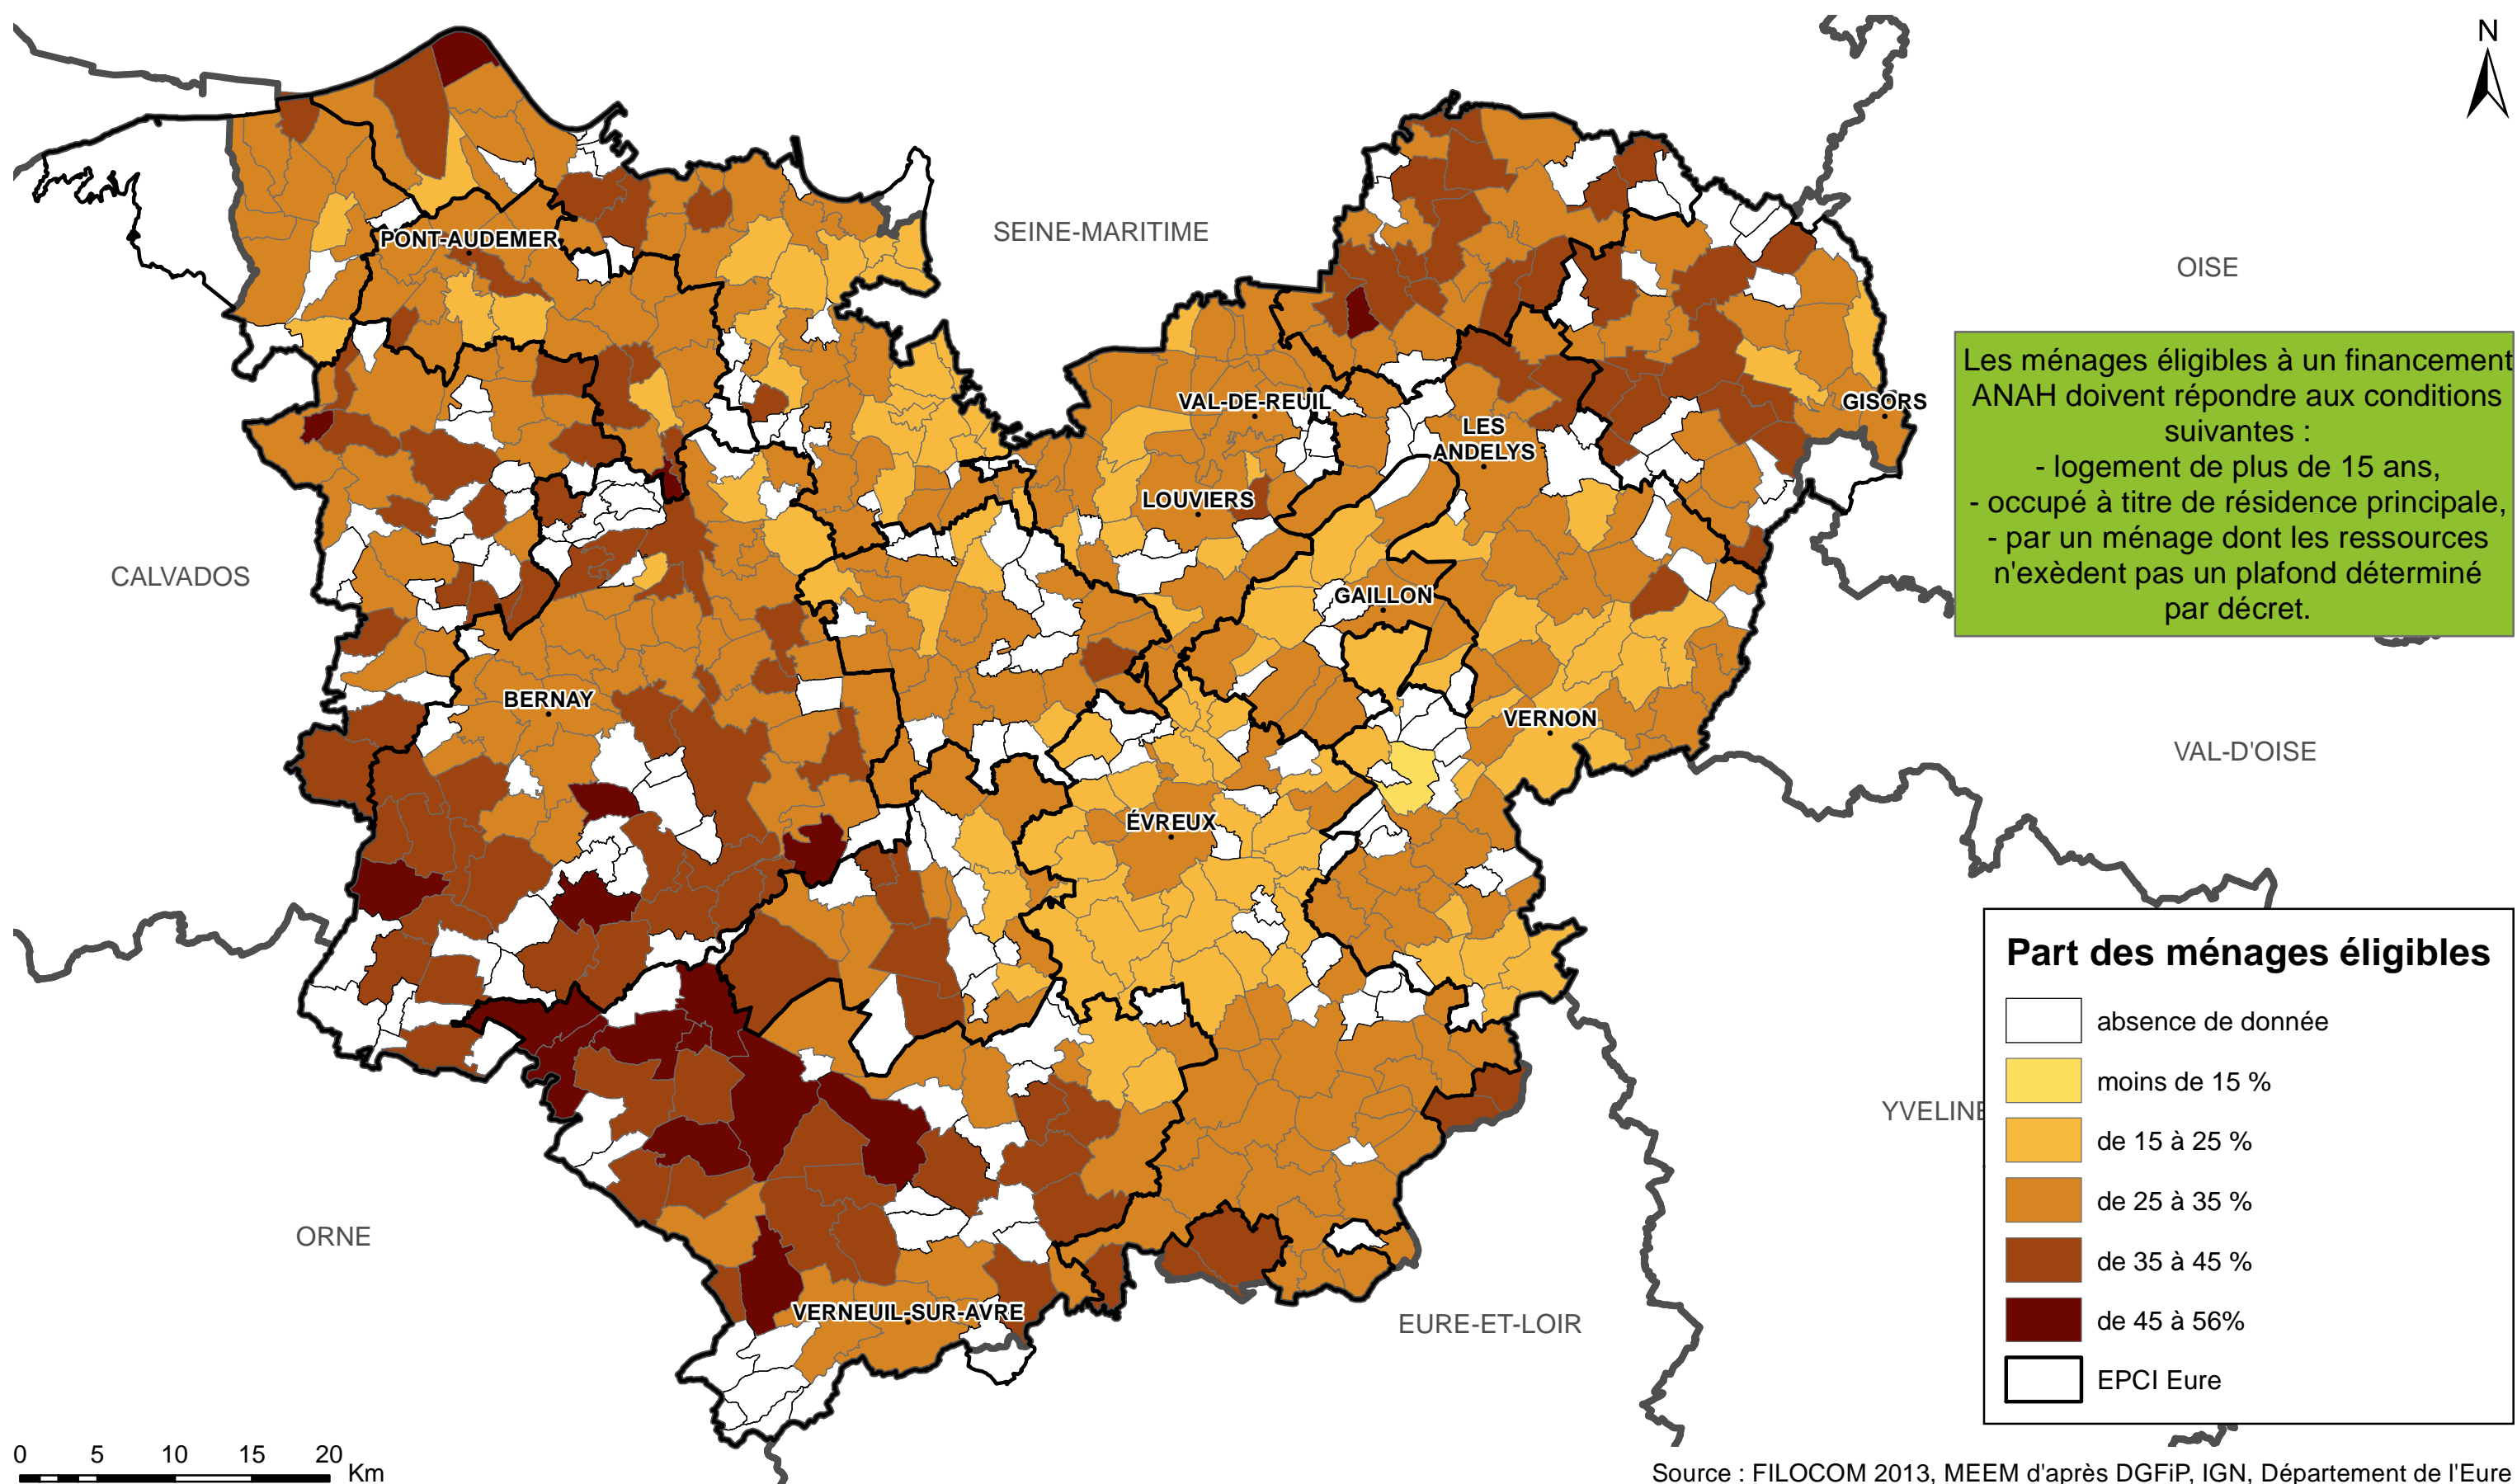 N
SEINE-MARITIME
OISE
PONT-AUDEMER
Les ménages éligibles à un financement
ANAH doivent répondre aux conditions
suivantes :
- logement de plus de 15 ans,
- occupé à titre de résidence principale,
- par un ménage dont les ressources
n'exèdent pas un plafond déterminé
par décret.
VAL-DE-REUIL
GISORS
LES
ANDELYS
LOUVIERS
CALVADOS
GAILLON
BERNAY
VERNON
VAL-D'OISE
ÉVREUX
Part des ménages éligibles
absence de donnée
moins de 15 %
de 15 à 25 %
de 25 à 35 %
de 35 à 45 %
de 45 à 56%
EPCI Eure
YVELINE
ORNE
VERNEUIL-SUR-AVRE
EURE-ET-LOIR
0 5 10 15 20
Km
Source : FILOCOM 2013, MEEM d'après DGFiP, IGN, Département de l'Eure